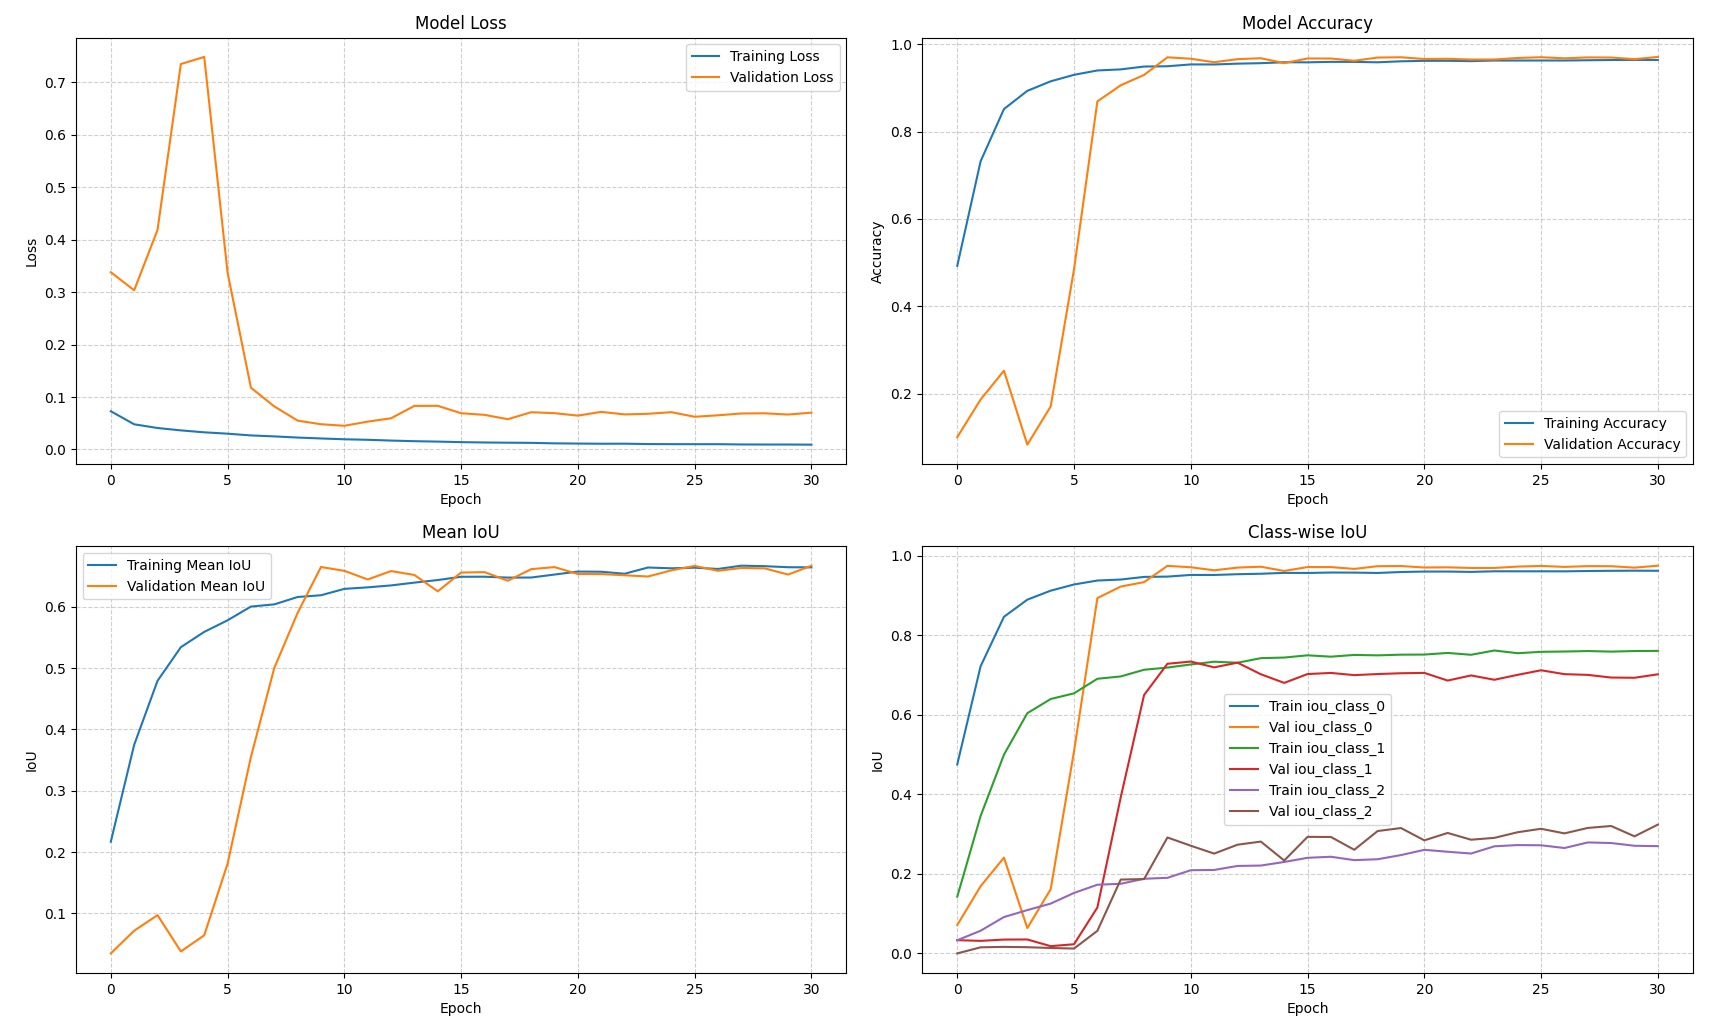 Model Loss
Loss
0.7
0.6
0.5
0.4
0.3
0.2
0.1
0.0
Training Loss
Validation Loss
0 5 10 15 20 25 30
Epoch
Model Accuracy
Accuracy
1.0
0.8
0.6
0.4
0.2
Training Accuracy
Validation Accuracy
0 5 10 15 20 25 30
Epoch
Mean IoU
IoU
0.6
0.5
0.4
0.3
0.2
0.1
Training Mean IoU
Validation Mean IoU
0 5 10 15 20 25 30
Epoch
Class-wise IoU
IoU
1.0
0.8
0.6
0.4
0.2
0.0
Train iou_class_0
Val iou_class_0
Train iou_class_1
Val iou_class_1
Train iou_class_2
Val iou_class_2
0 5 10 15 20 25 30
Epoch